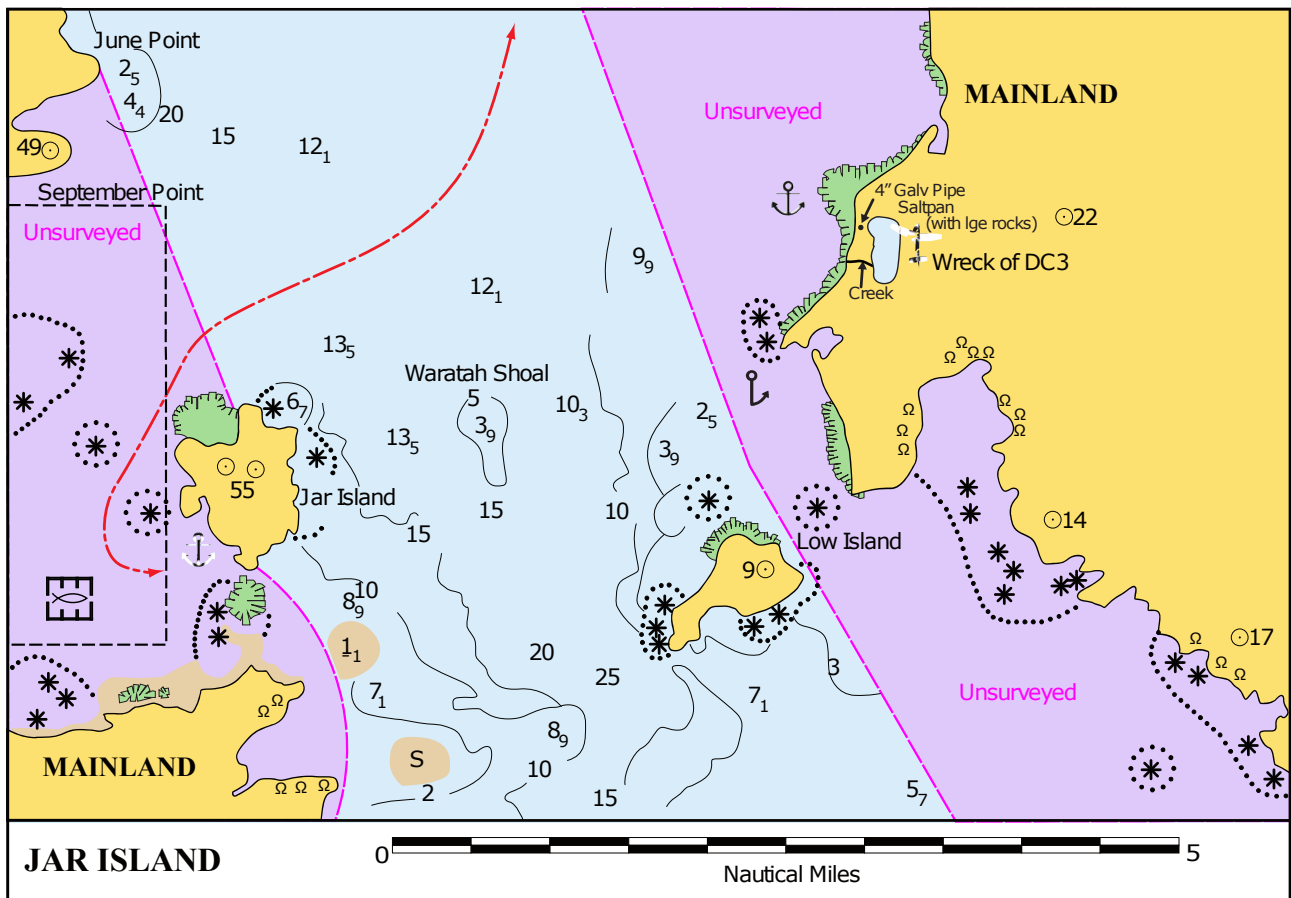 June Point
2₅
4₄
20
15
12₁
Unsurveyed
MAINLAND
49
September Point
4" Galv Pipe
Saltpan
(with lge rocks)
22
Unsurveyed
9₉
Wreck of DC3
12₁
Creek
13₅
Waratah Shoal
5
6₇
10₃
2₅
3₉
13₅
3₉
55
Jar Island
15
15
10
14
Low Island
9
10
8₉
1₁
17
20
3
25
7₁
7₁
Unsurveyed
8₉
S
MAINLAND
10
2
15
5₇
JAR ISLAND
0
5
Nautical Miles